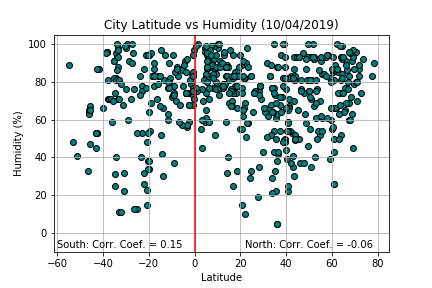 City Latitude vs Humidity (10/04/2019)
Humidity (%)
100
80
60
40
20
0
South: Corr. Coef. = 0.15
North: Corr. Coef. = -0.06
−60 −40 −20 0 20 40 60 80
Latitude